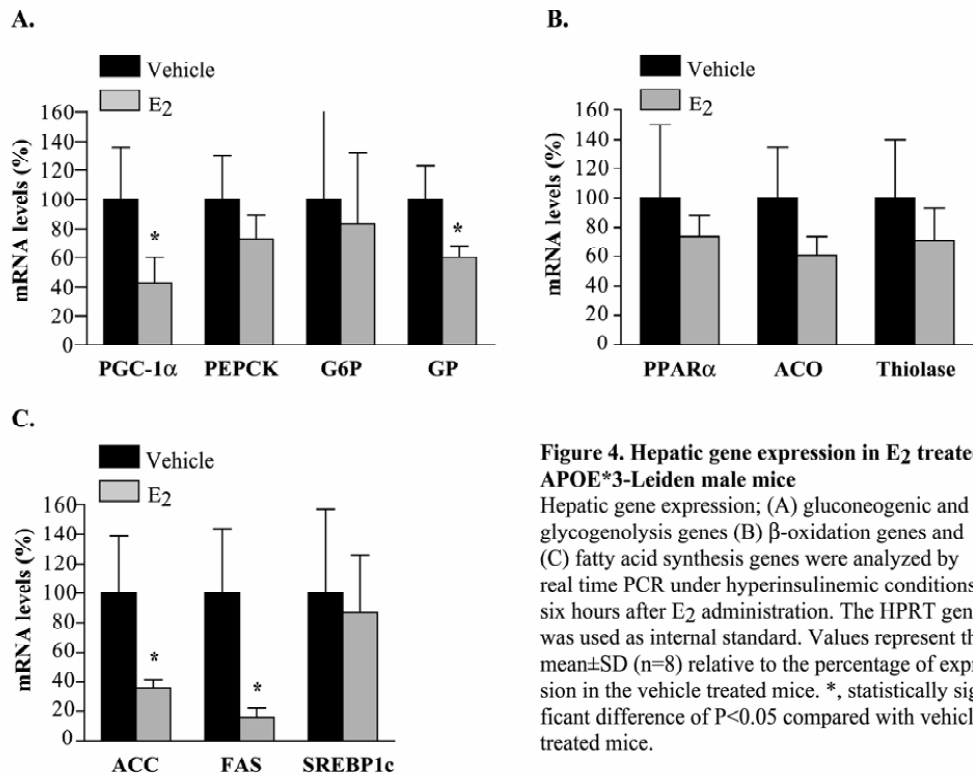 A.
Vehicle
E2
mRNA levels (%)
160
140
120
100
80
60
40
20
0
*
*
PGC-1α PEPCK G6P GP
B.
Vehicle
E2
mRNA levels (%)
160
140
120
100
80
60
40
20
0
PPARα ACO Thiolase
C.
Vehicle
E2
mRNA levels (%)
160
140
120
100
80
60
40
20
0
*
*
ACC FAS SREBP1c
Figure 4. Hepatic gene expression in E2 treate
APOE*3-Leiden male mice
Hepatic gene expression; (A) gluconeogenic and
glycogenolysis genes (B) β-oxidation genes and
(C) fatty acid synthesis genes were analyzed by
real time PCR under hyperinsulinemic conditions
six hours after E2 administration. The HPRT gen
was used as internal standard. Values represent th
mean±SD (n=8) relative to the percentage of expr
sion in the vehicle treated mice. *, statistically sig
ficant difference of P<0.05 compared with vehicl
treated mice.